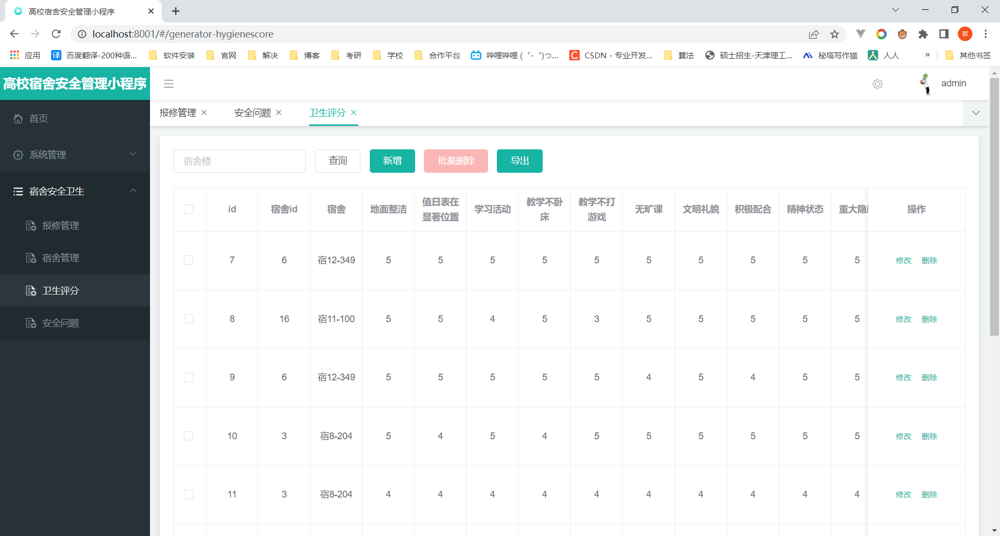 高校宿舍安全管理小程序
localhost:8001/#/generator-hygienescore
郭
应用 译 百度翻译-200种语... 软件安装 官网 解决 博客 考研 学校 合作平台 哔哩哔哩 (゜-゜)つ... C CSDN - 专业开发... 算法 硕士招生-天津理工... 秘塔写作猫 人人 » 其他书签
高校宿舍安全管理小程序
admin
首页
系统管理
宿舍安全卫生
报修管理
宿舍管理
卫生评分
安全问题
报修管理 安全问题 卫生评分
宿舍楼 查询 新增 批量删除 导出
id 宿舍id 宿舍 地面整洁 值日表在显著位置 学习活动 教学不卧床 教学不打游戏 无旷课 文明礼貌 积极配合 精神状态 重大隐 操作
7 6 宿12-349 5 5 5 5 5 5 5 5 5 5 修改 删除
8 16 宿11-100 5 5 4 5 3 5 5 5 5 5 修改 删除
9 6 宿12-349 5 5 5 5 5 4 5 4 5 5 修改 删除
10 3 宿8-204 5 4 5 4 5 5 5 5 5 5 修改 删除
11 3 宿8-204 4 4 4 4 4 4 4 4 4 4 修改 删除